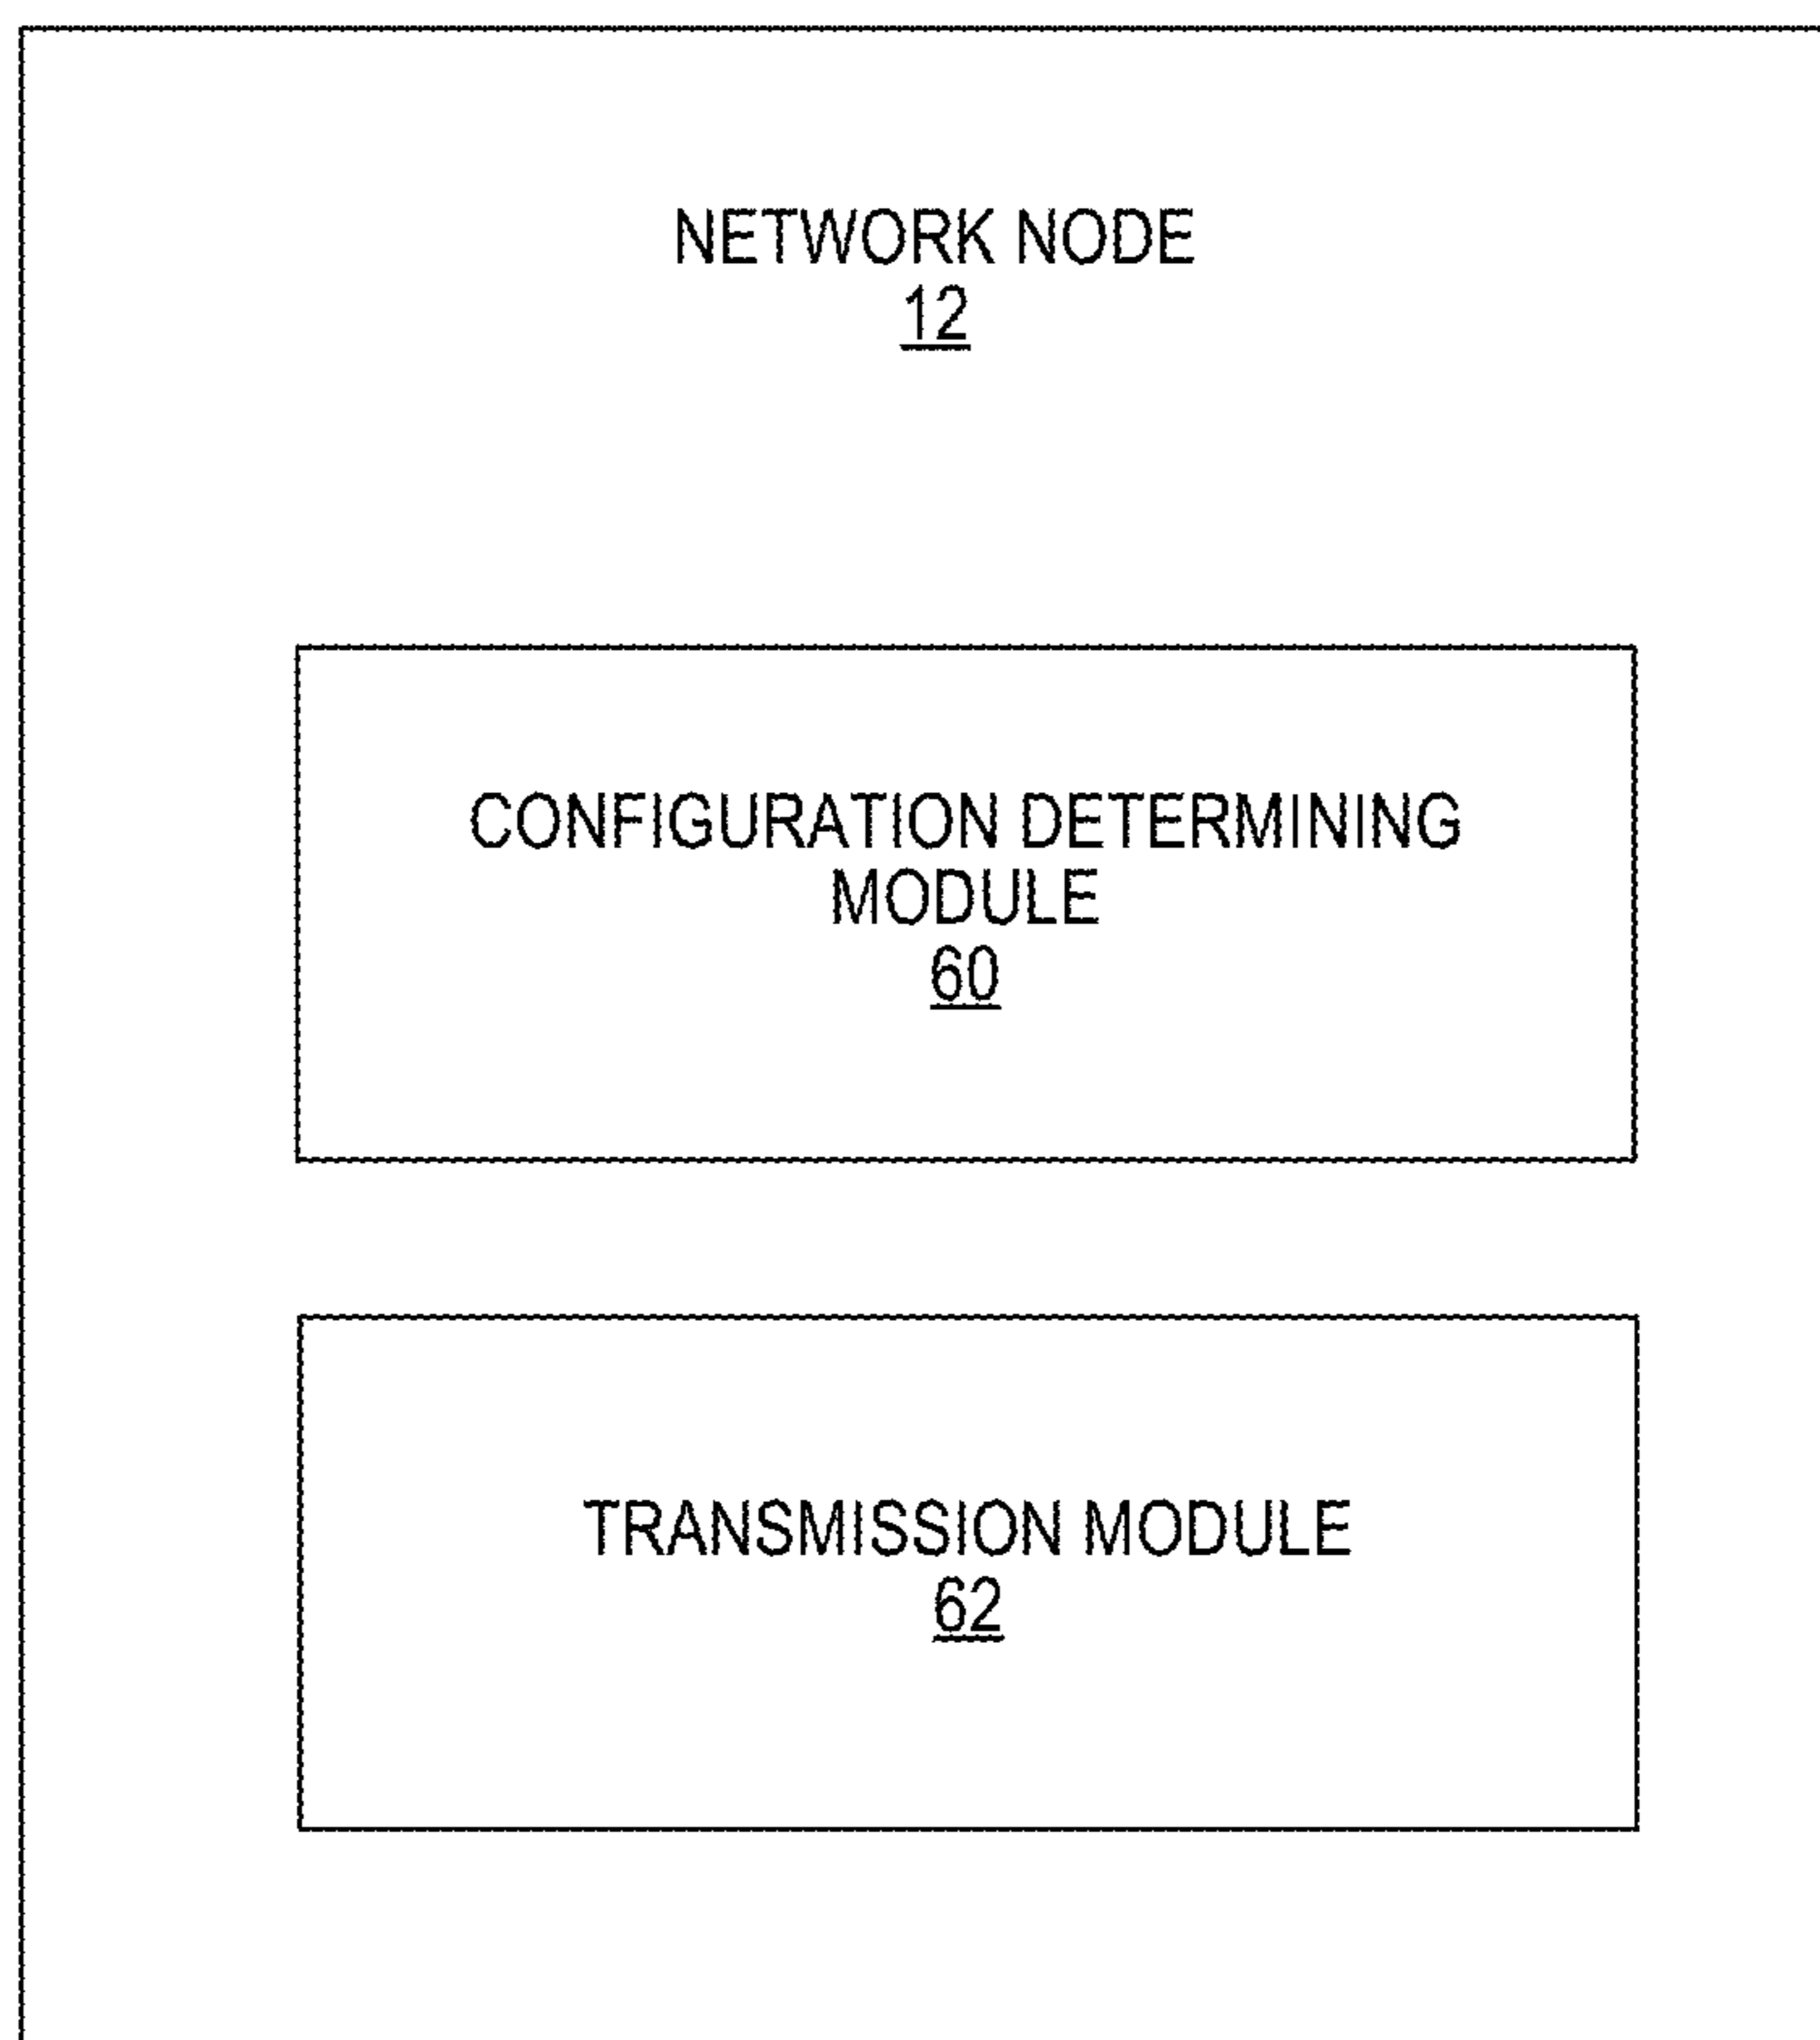 NETWORK NODE
12
CONFIGURATION DETERMINING
MODULE
60
TRANSMISSION MODULE
62